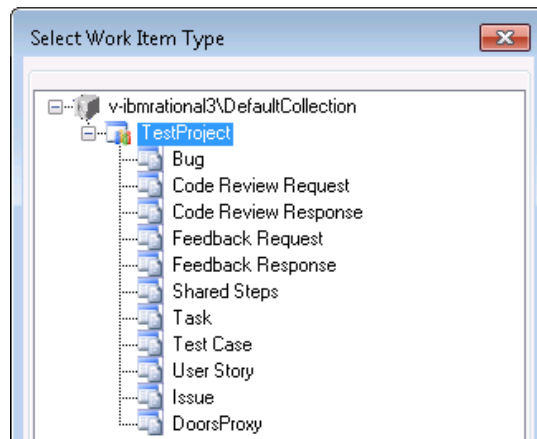 Select Work Item Type
v-ibmrational3\DefaultCollection
TestProject
Bug
Code Review Request
Code Review Response
Feedback Request
Feedback Response
Shared Steps
Task
Test Case
User Story
Issue
DoorsProxy